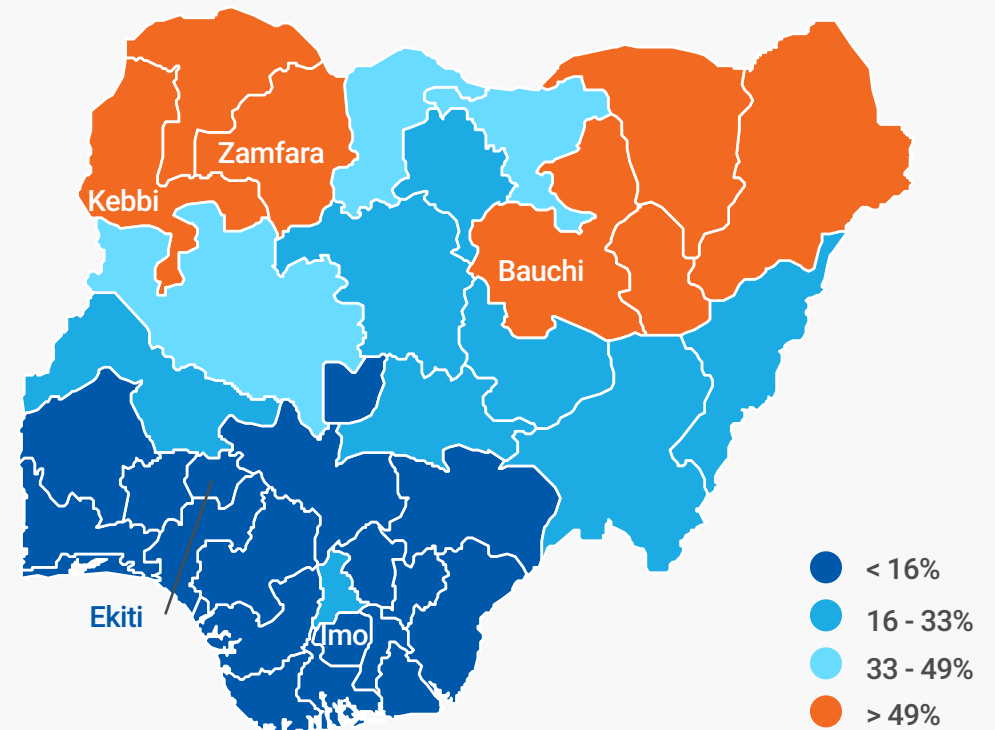 Zamfara
Kebbi
Bauchi
Ekiti
Imo
< 16%
16 - 33%
33 - 49%
> 49%